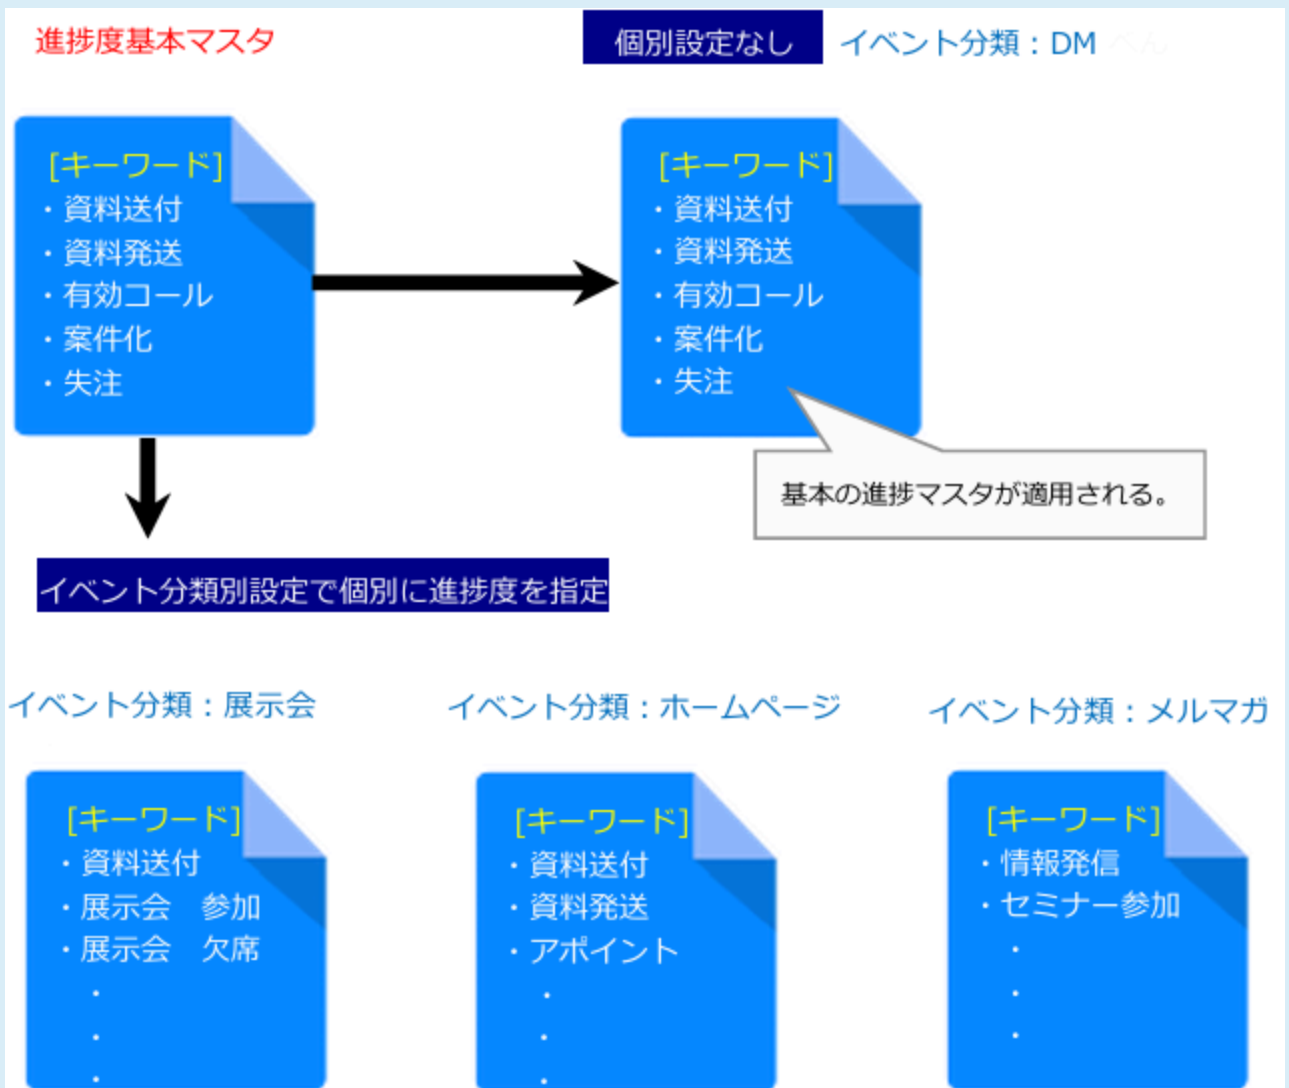 進捗度基本マスタ
個別設定なし
イベント分類：DM
べん
[キーワード]
・資料送付
・資料発送
・有効コール
・案件化
・失注
[キーワード]
・資料送付
・資料発送
・有効コール
・案件化
・失注
基本の進捗マスタが適用される。
イベント分類別設定で個別に進捗度を指定
イベント分類：展示会
[キーワード]
・資料送付
・展示会　参加
・展示会　欠席
・
・
・
イベント分類：ホームページ
[キーワード]
・資料送付
・資料発送
・アポイント
・
・
・
イベント分類：メルマガ
[キーワード]
・情報発信
・セミナー参加
・
・
・